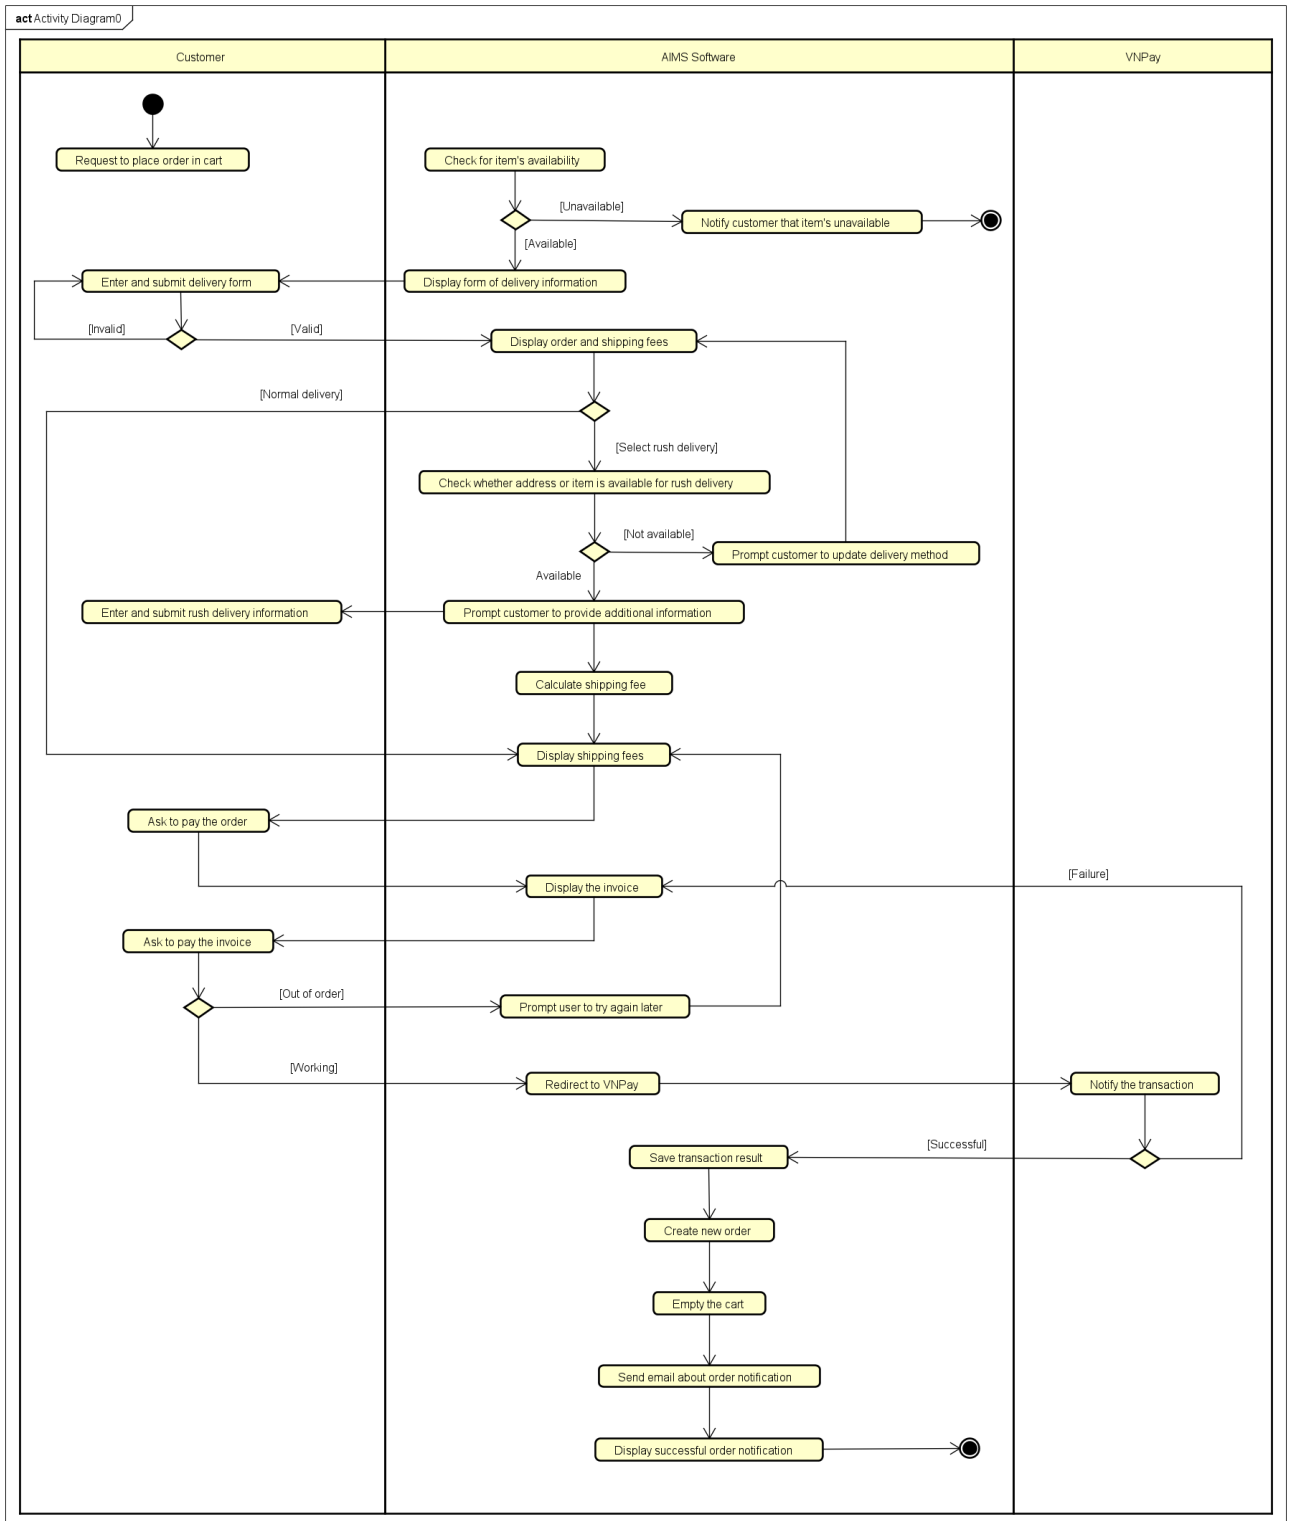 act Activity Diagram0
Customer
AIMS Software
VNPay
Request to place order in cart
Check for item's availability
[Unavailable]
Notify customer that item's unavailable
[Available]
Enter and submit delivery form
Display form of delivery information
[Invalid]
[Valid]
Display order and shipping fees
[Normal delivery]
[Select rush delivery]
Check whether address or item is available for rush delivery
[Not available]
Prompt customer to update delivery method
Available
Enter and submit rush delivery information
Prompt customer to provide additional information
Calculate shipping fee
Display shipping fees
Ask to pay the order
[Failure]
Display the invoice
Ask to pay the invoice
[Out of order]
Prompt user to try again later
[Working]
Redirect to VNPay
Notify the transaction
[Successful]
Save transaction result
Create new order
Empty the cart
Send email about order notification
Display successful order notification